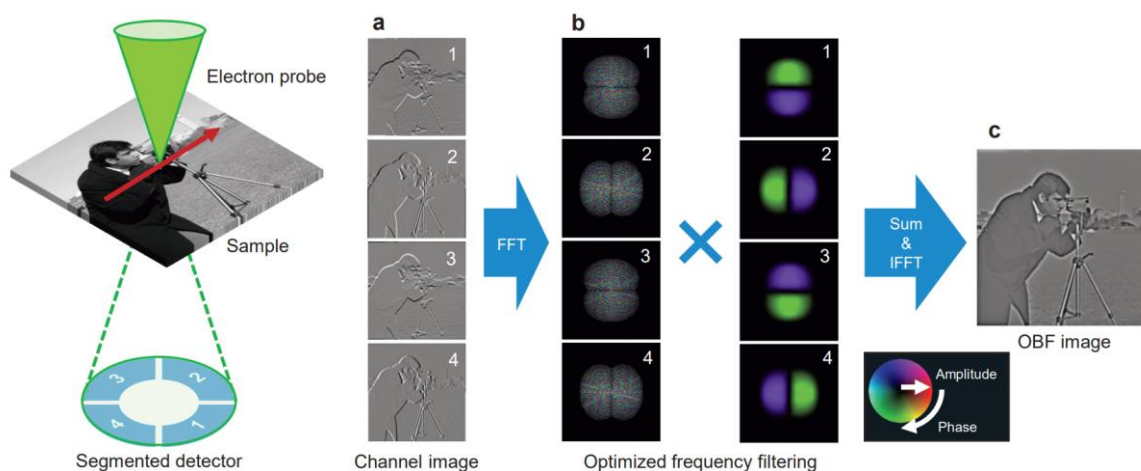 Electron probe
Sample
3
2
4
1
Segmented detector
a
1
2
3
4
Channel image
FFT
b
1
2
3
4
1
2
3
4
Optimized frequency filtering
Sum
&
IFFT
c
OBF image
Amplitude
Phase